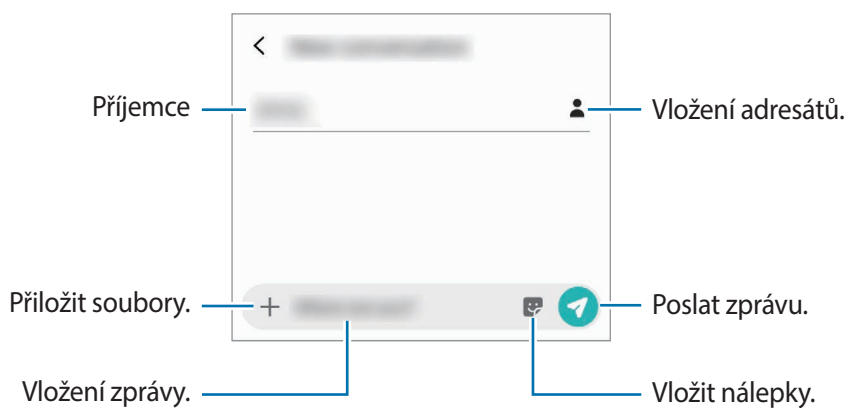 Příjemce
Vložení adresátů.
Přiložit soubory.
Poslat zprávu.
Vložení zprávy.
Vložit nálepky.